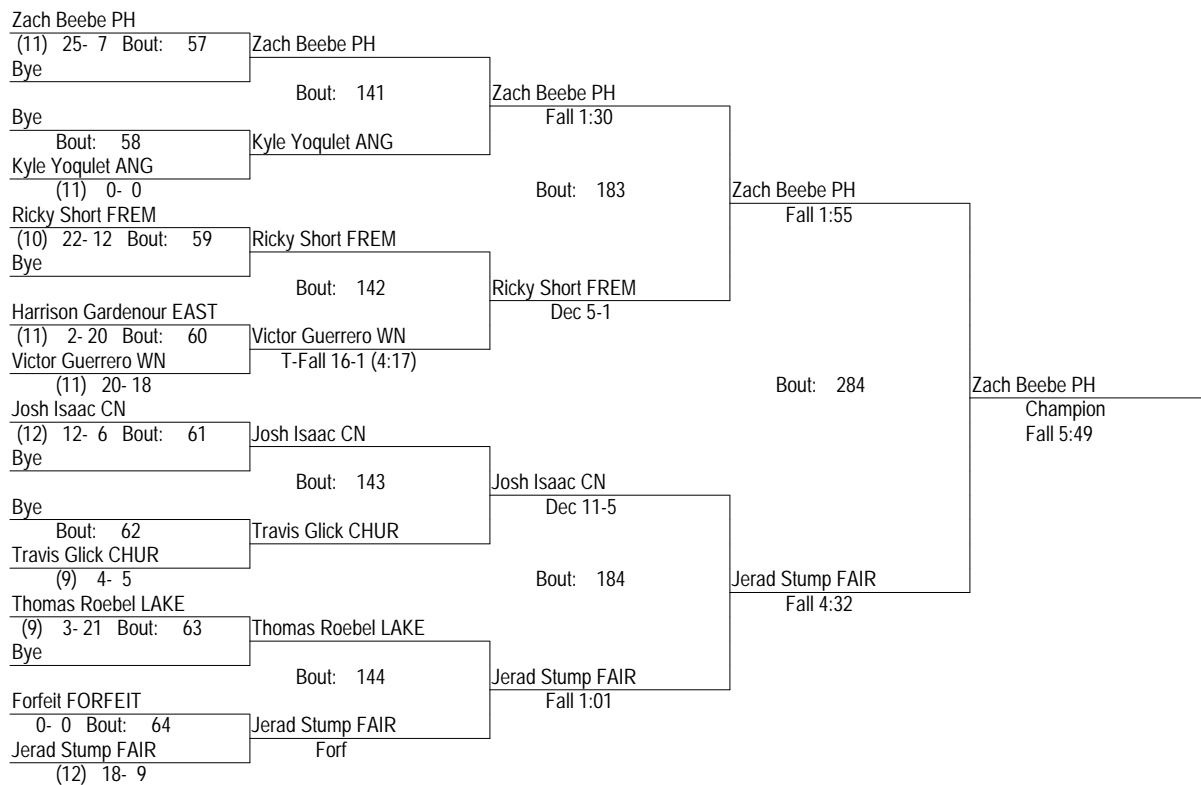 Zach Beebe PH
(11) 25- 7 Bout: 57
Bye
Bye
Bout: 58
Kyle Yoqulet ANG
(11) 0- 0
Ricky Short FREM
(10) 22- 12 Bout: 59
Bye
Harrison Gardenour EAST
(11) 2- 20 Bout: 60
Victor Guerrero WN
(11) 20- 18
Josh Isaac CN
(12) 12- 6 Bout: 61
Bye
Bye
Bout: 62
Travis Glick CHUR
(9) 4- 5
Thomas Roebel LAKE
(9) 3- 21 Bout: 63
Bye
Forfeit FORFEIT
0- 0 Bout: 64
Jerad Stump FAIR
(12) 18- 9
Zach Beebe PH
Bout: 141
Kyle Yoqulet ANG
Ricky Short FREM
Bout: 142
Victor Guerrero WN
T-Fall 16-1 (4:17)
Josh Isaac CN
Bout: 143
Travis Glick CHUR
Thomas Roebel LAKE
Bout: 144
Jerad Stump FAIR
Forf
Zach Beebe PH
Fall 1:30
Bout: 183
Ricky Short FREM
Dec 5-1
Josh Isaac CN
Dec 11-5
Bout: 184
Jerad Stump FAIR
Fall 1:01
Zach Beebe PH
Fall 1:55
Bout: 284
Jerad Stump FAIR
Fall 4:32
Zach Beebe PH
Champion
Fall 5:49